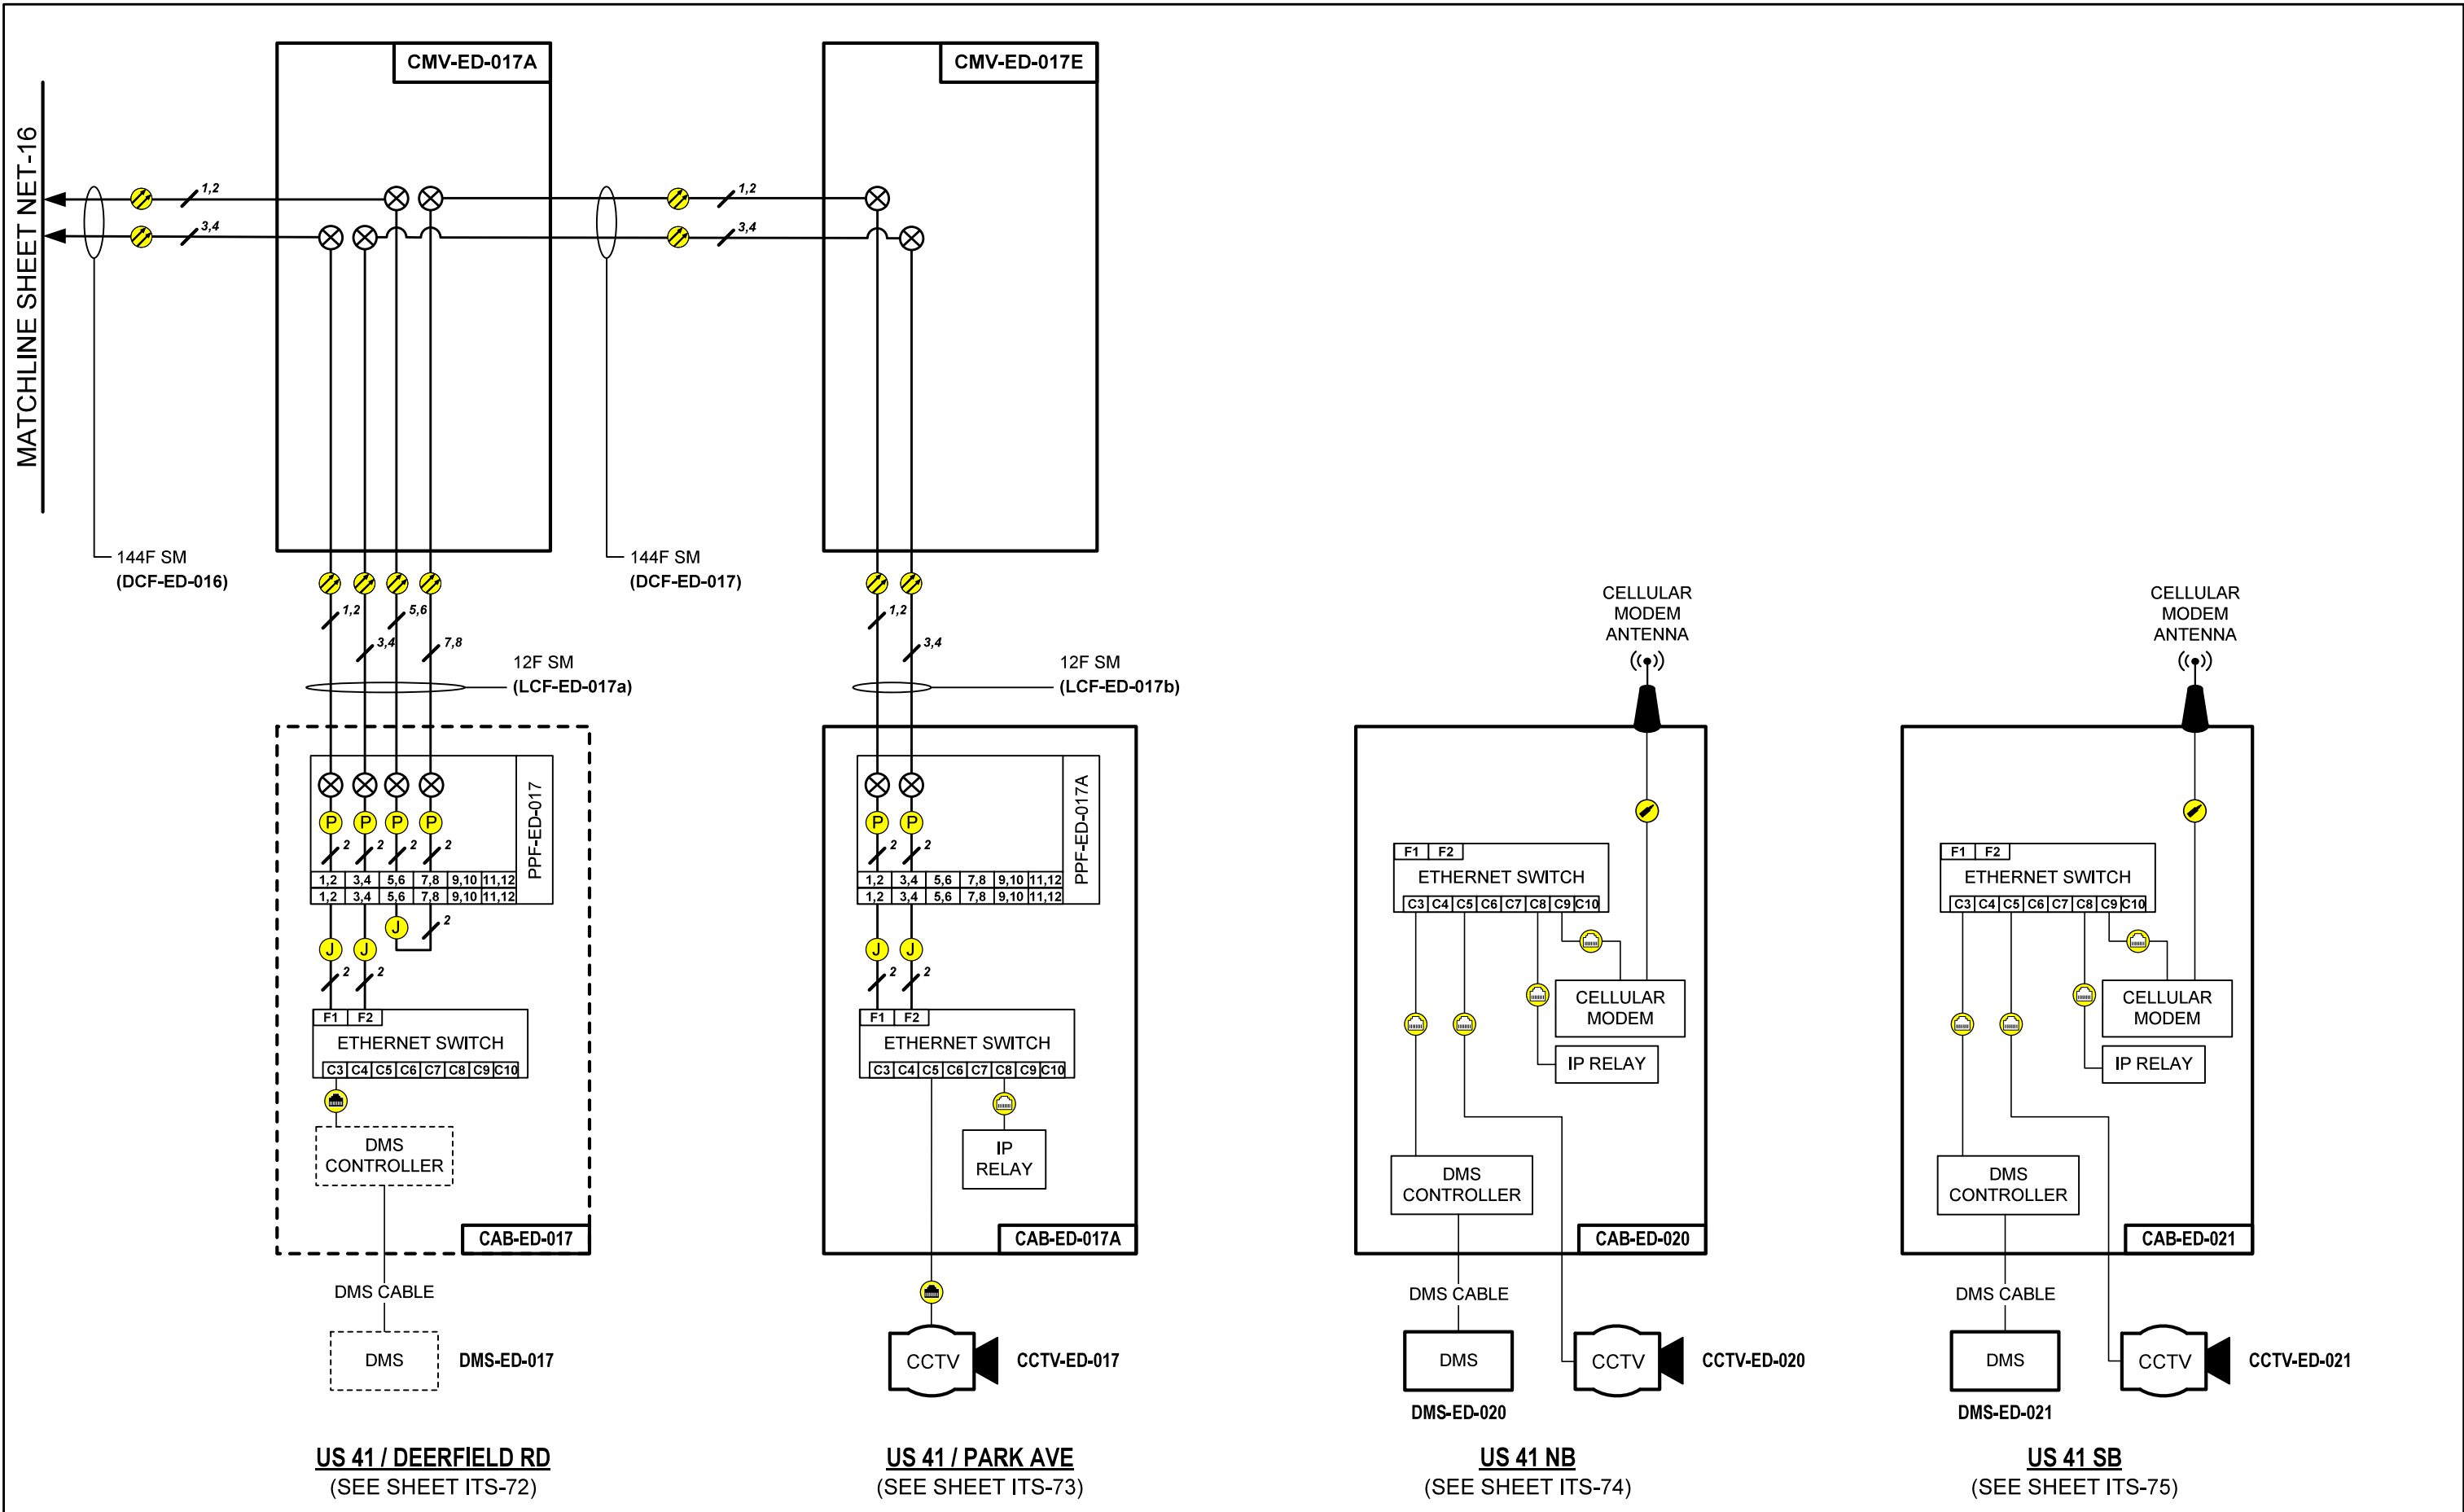 MATCHLINE SHEET NET-16
CMV-ED-017A
CMV-ED-017E
1,2
3,4
1,2
3,4
144F SM
(DCF-ED-016)
144F SM
(DCF-ED-017)
1,2
5,6
3,4
7,8
12F SM
(LCF-ED-017a)
1,2
3,4
12F SM
(LCF-ED-017b)
PPF-ED-017
P P P P
2 2 2 2
1,2 3,4 5,6 7,8 9,10 11,12
1,2 3,4 5,6 7,8 9,10 11,12
J
2
J J
2 2
F1 F2
ETHERNET SWITCH
C3 C4 C5 C6 C7 C8 C9 C10
DMS
CONTROLLER
CAB-ED-017
DMS CABLE
DMS
DMS-ED-017
US 41 / DEERFIELD RD
(SEE SHEET ITS-72)
PPF-ED-017A
P P
2 2
1,2 3,4 5,6 7,8 9,10 11,12
1,2 3,4 5,6 7,8 9,10 11,12
J J
2 2
F1 F2
ETHERNET SWITCH
C3 C4 C5 C6 C7 C8 C9 C10
IP
RELAY
CAB-ED-017A
CCTV
CCTV-ED-017
US 41 / PARK AVE
(SEE SHEET ITS-73)
CELLULAR
MODEM
ANTENNA
F1 F2
ETHERNET SWITCH
C3 C4 C5 C6 C7 C8 C9 C10
CELLULAR
MODEM
IP RELAY
DMS
CONTROLLER
CAB-ED-020
DMS CABLE
DMS
DMS-ED-020
CCTV
CCTV-ED-020
US 41 NB
(SEE SHEET ITS-74)
CELLULAR
MODEM
ANTENNA
F1 F2
ETHERNET SWITCH
C3 C4 C5 C6 C7 C8 C9 C10
CELLULAR
MODEM
IP RELAY
DMS
CONTROLLER
CAB-ED-021
DMS CABLE
DMS
DMS-ED-021
CCTV
CCTV-ED-021
US 41 SB
(SEE SHEET ITS-75)